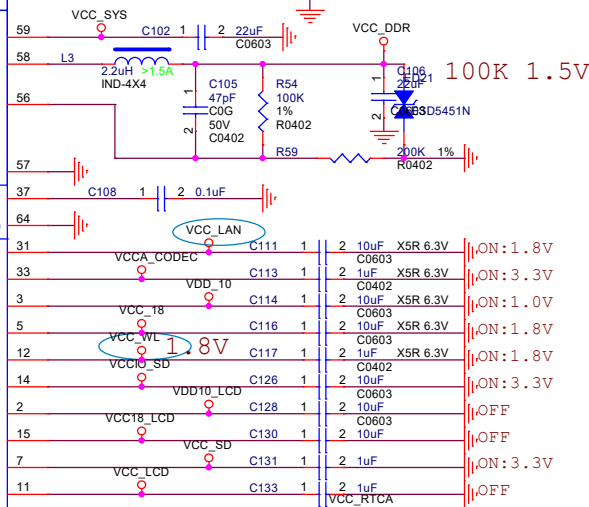 VCC_SYS
59 C102 1 2 22uF
C0603
VCC_DDR
58 L3
2.2uH >1.5A
IND-4X4
100K 1.5V
C105
47pF
C0G
50V
C0402
1
2
R54
100K
1%
R0402
C106
22uF
1
2
56
R59
200K 1%
R0402
57
37 C108 1 2 0.1uF
64
VCC_LAN
31 C111 1 2 10uF X5R 6.3V ON:1.8V
C0603
VCCA_CODEC
33 C113 1 2 1uF X5R 6.3V ON:3.3V
C0402
VDD_10
3 C114 1 2 10uF X5R 6.3V ON:1.0V
C0603
VCC_18
5 C116 1 2 10uF X5R 6.3V ON:1.8V
C0603
VCC_WL 1.8V
12 C117 1 2 1uF X5R 6.3V ON:1.8V
C0402
VCCIO_SD
14 C126 1 2 10uF ON:3.3V
C0603
VDD10_LCD
2 C128 1 2 10uF OFF
C0603
VCC18_LCD
15 C130 1 2 10uF OFF
VCC_SD
7 C131 1 2 1uF ON:3.3V
VCC_LCD
11 C133 1 2 1uF OFF
VCC_RTCA